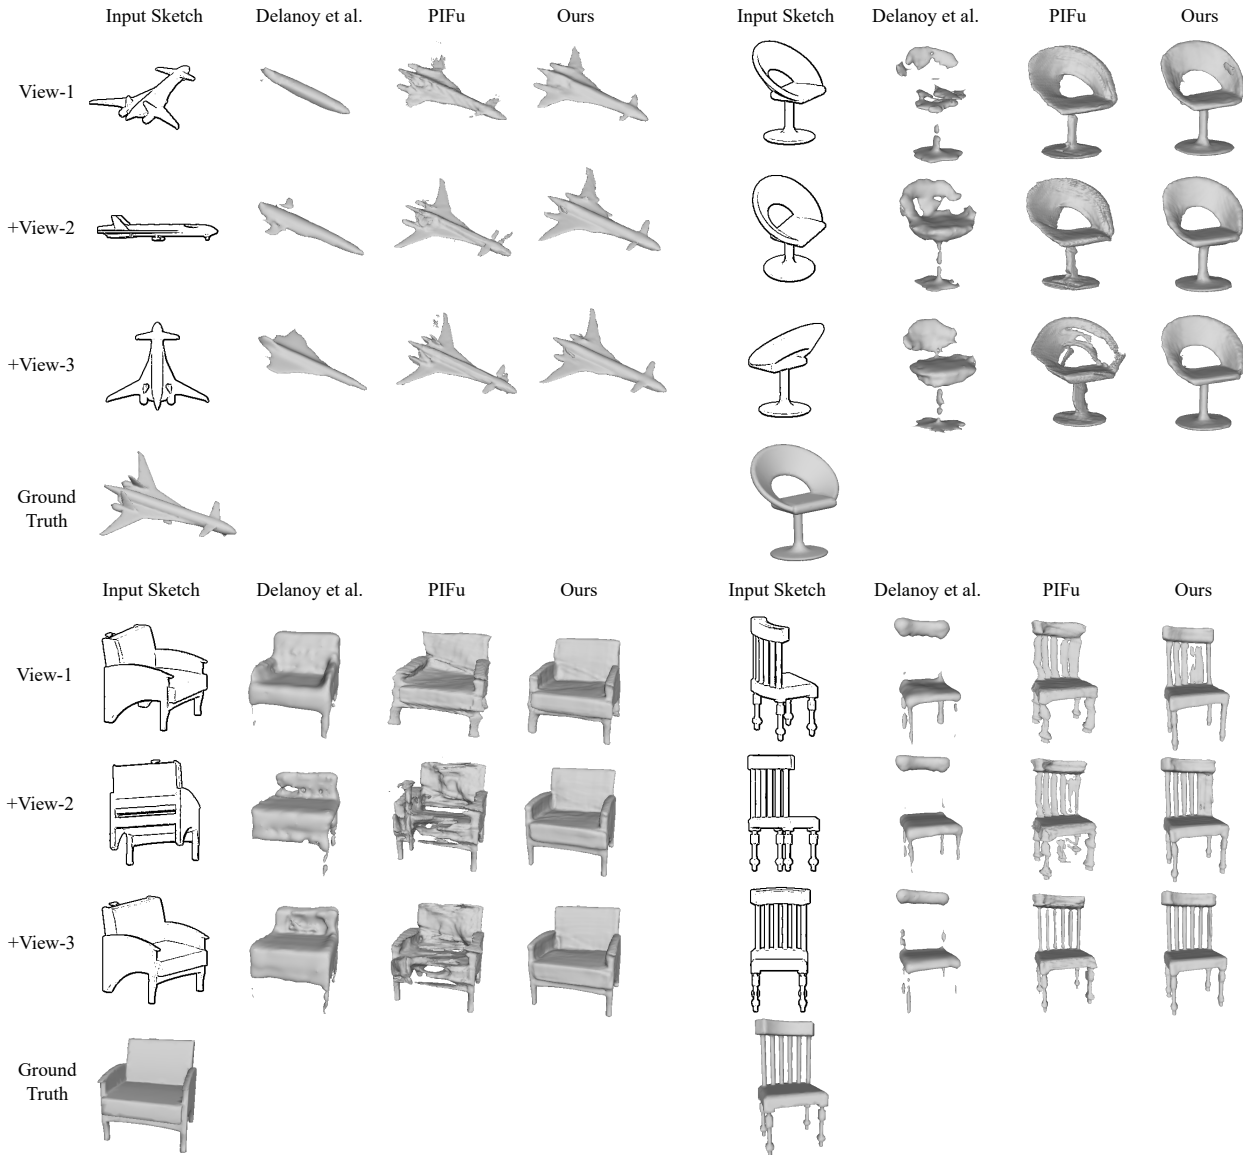 Input Sketch Delanoy et al. PIFu Ours Input Sketch Delanoy et al. PIFu Ours
View-1
+View-2
+View-3
Ground
Truth
Input Sketch Delanoy et al. PIFu Ours Input Sketch Delanoy et al. PIFu Ours
View-1
+View-2
+View-3
Ground
Truth